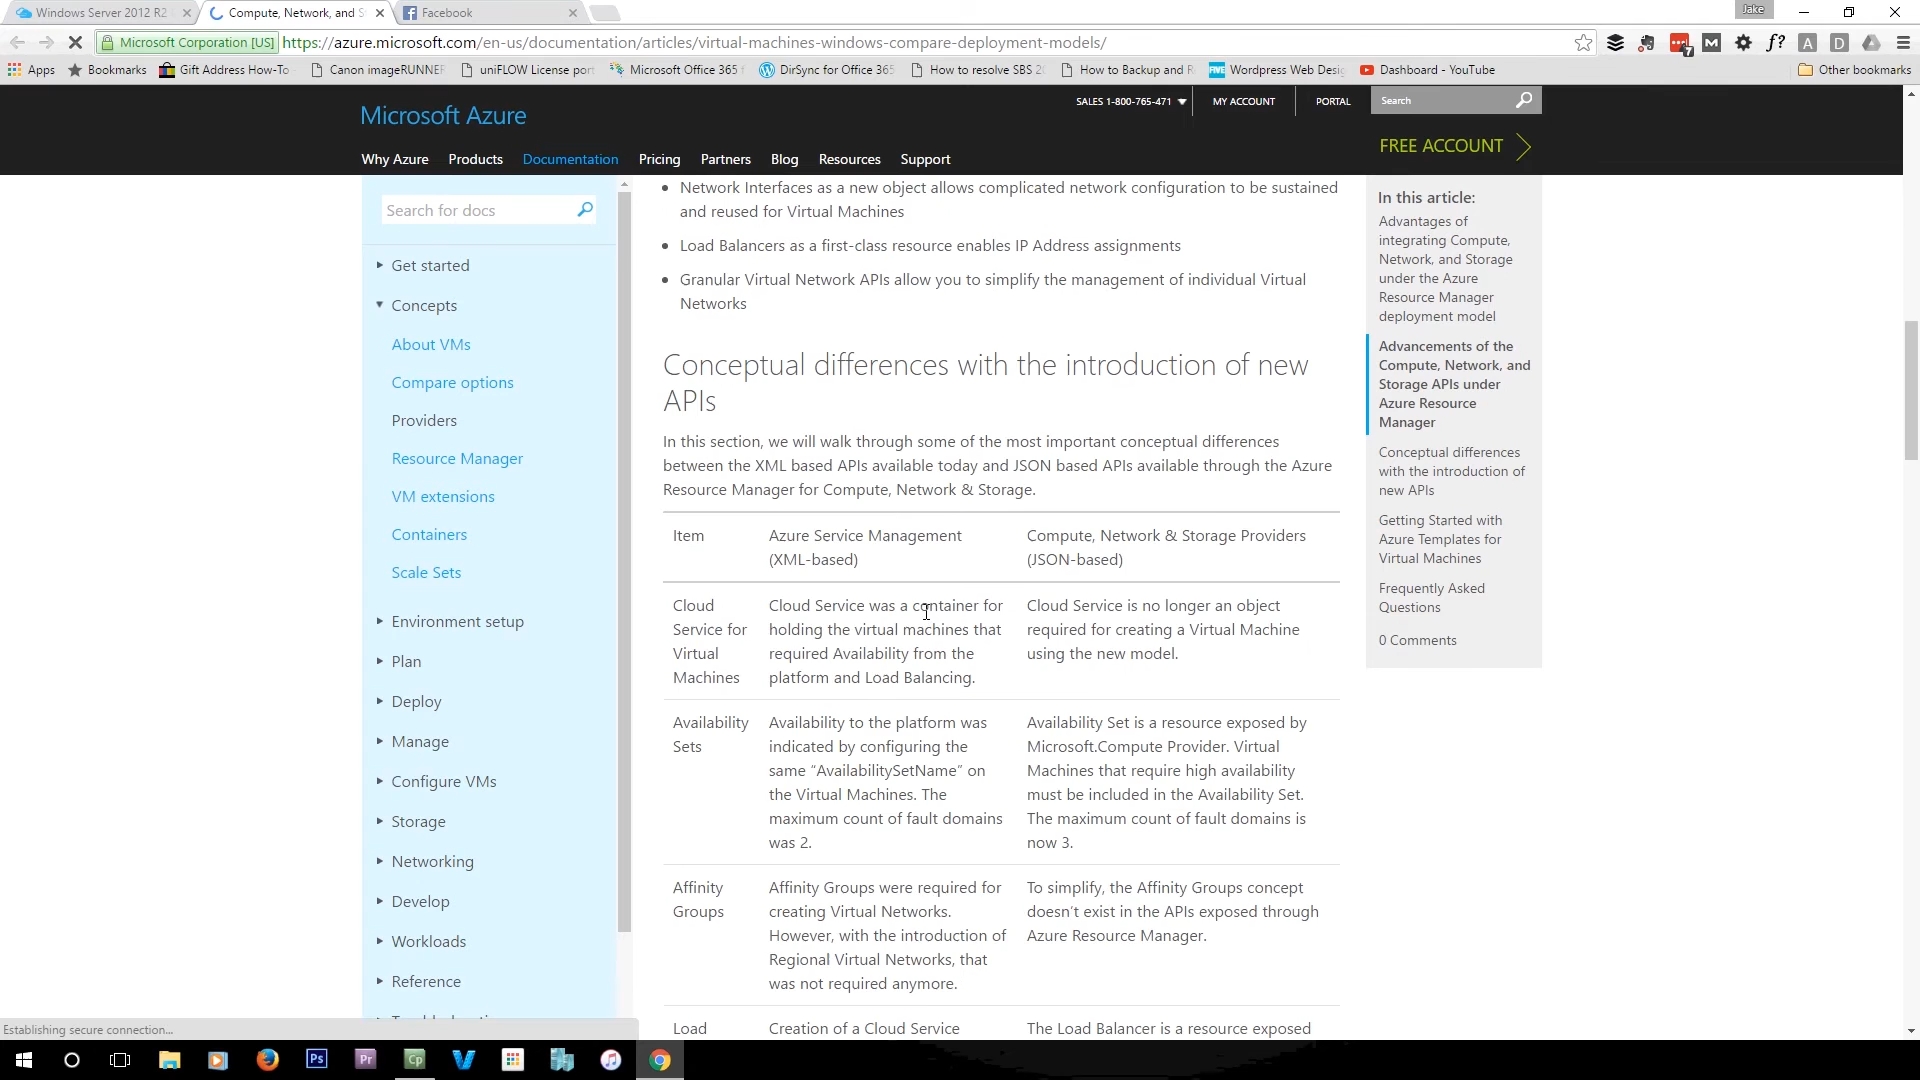 Windows Server 2012 R2
Compute, Network, and S
Facebook
Jake
Microsoft Corporation [US]
https://azure.microsoft.com/en-us/documentation/articles/virtual-machines-windows-compare-deployment-models/
7
M
f?
A
D
Apps
Bookmarks
Gift Address How-To
Canon imageRUNNER
uniFLOW License port
Microsoft Office 365
DirSync for Office 365
How to resolve SBS 20
How to Backup and R
FIVE
Wordpress Web Desig
Dashboard - YouTube
Other bookmarks
Microsoft Azure
SALES 1-800-765-471
MY ACCOUNT
PORTAL
Search
FREE ACCOUNT
Why Azure
Products
Documentation
Pricing
Partners
Blog
Resources
Support
Search for docs
Get started
Concepts
About VMs
Compare options
Providers
Resource Manager
VM extensions
Containers
Scale Sets
Environment setup
Plan
Deploy
Manage
Configure VMs
Storage
Networking
Develop
Workloads
Reference
Network Interfaces as a new object allows complicated network configuration to be sustained
and reused for Virtual Machines
Load Balancers as a first-class resource enables IP Address assignments
Granular Virtual Network APIs allow you to simplify the management of individual Virtual
Networks
Conceptual differences with the introduction of new
APIs
In this section, we will walk through some of the most important conceptual differences
between the XML based APIs available today and JSON based APIs available through the Azure
Resource Manager for Compute, Network & Storage.
Item
Azure Service Management
(XML-based)
Compute, Network & Storage Providers
(JSON-based)
Cloud
Service for
Virtual
Machines
Cloud Service was a container for
holding the virtual machines that
required Availability from the
platform and Load Balancing.
Cloud Service is no longer an object
required for creating a Virtual Machine
using the new model.
Availability
Sets
Availability to the platform was
indicated by configuring the
same “AvailabilitySetName” on
the Virtual Machines. The
maximum count of fault domains
was 2.
Availability Set is a resource exposed by
Microsoft.Compute Provider. Virtual
Machines that require high availability
must be included in the Availability Set.
The maximum count of fault domains is
now 3.
Affinity
Groups
Affinity Groups were required for
creating Virtual Networks.
However, with the introduction of
Regional Virtual Networks, that
was not required anymore.
To simplify, the Affinity Groups concept
doesn’t exist in the APIs exposed through
Azure Resource Manager.
Load
Creation of a Cloud Service
The Load Balancer is a resource exposed
In this article:
Advantages of
integrating Compute,
Network, and Storage
under the Azure
Resource Manager
deployment model
Advancements of the
Compute, Network, and
Storage APIs under
Azure Resource
Manager
Conceptual differences
with the introduction of
new APIs
Getting Started with
Azure Templates for
Virtual Machines
Frequently Asked
Questions
0 Comments
Establishing secure connection...
Ps
Pr
Cp